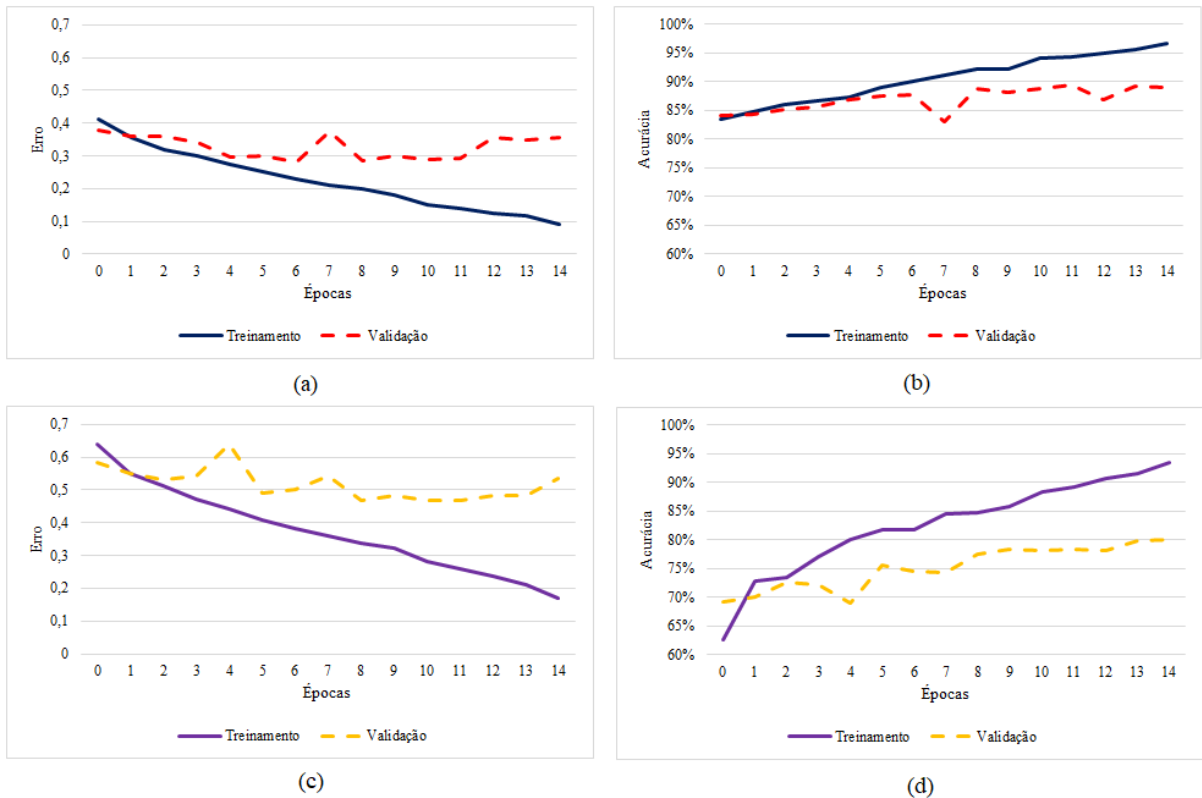 0,7
0,6
0,5
0,4
0,3
0,2
0,1
0
Erro
0 1 2 3 4 5 6 7 8 9 10 11 12 13 14
Épocas
Treinamento Validação
(a)
100%
95%
90%
85%
80%
75%
70%
65%
60%
Acurácia
0 1 2 3 4 5 6 7 8 9 10 11 12 13 14
Épocas
Treinamento Validação
(b)
0,7
0,6
0,5
0,4
0,3
0,2
0,1
0
Erro
0 1 2 3 4 5 6 7 8 9 10 11 12 13 14
Épocas
Treinamento Validação
(c)
100%
95%
90%
85%
80%
75%
70%
65%
60%
Acurácia
0 1 2 3 4 5 6 7 8 9 10 11 12 13 14
Épocas
Treinamento Validação
(d)